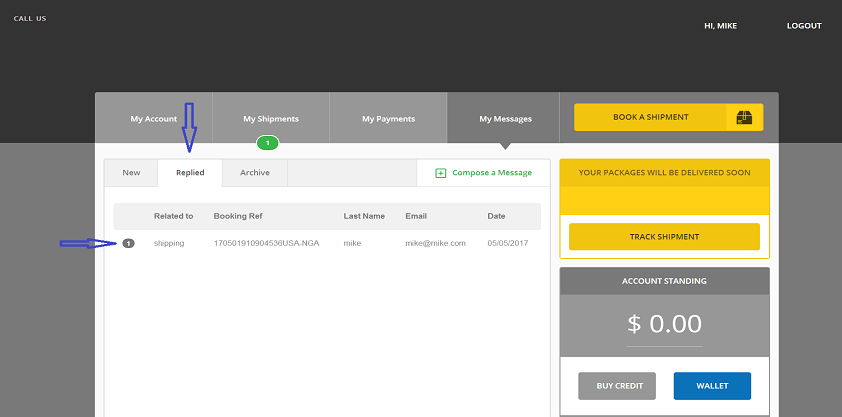 CALL US
HI, MIKE
LOGOUT
My Account
My Shipments
My Payments
My Messages
BOOK A SHIPMENT
1
New
Replied
Archive
Compose a Message
Related to
Booking Ref
Last Name
Email
Date
1
shipping
170501910904536USA-NGA
mike
mike@mike.com
05/05/2017
YOUR PACKAGES WILL BE DELIVERED SOON
TRACK SHIPMENT
ACCOUNT STANDING
$ 0.00
BUY CREDIT
WALLET